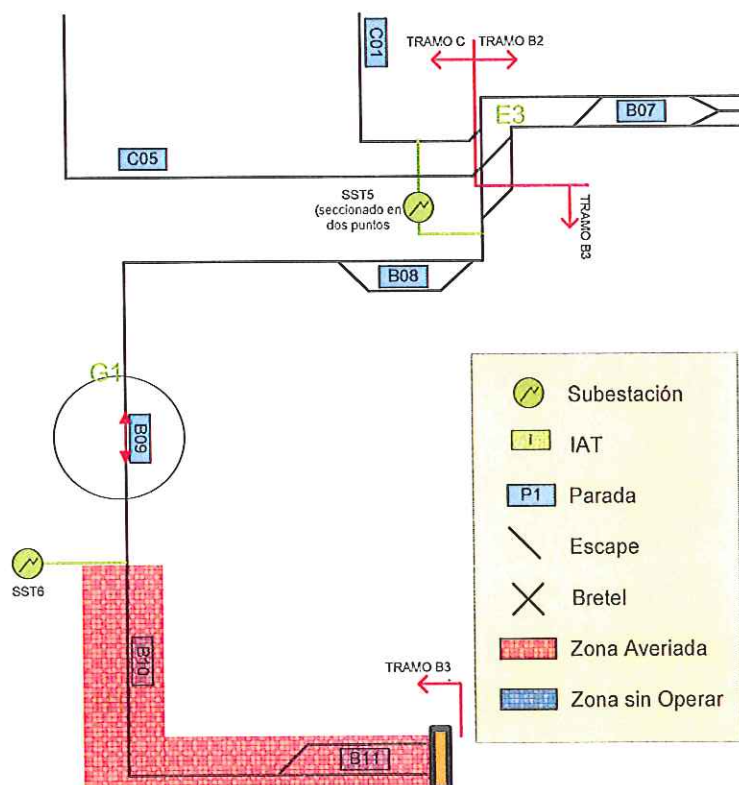 C01
TRAMO C
TRAMO B2
E3
B07
C05
SST5
(seccionado en
dos puntos
TRAMO B3
B08
G1
B09
SST6
B10
TRAMO B3
B11
Subestación
i
IAT
P1
Parada
Escape
Bretel
Zona Averiada
Zona sin Operar